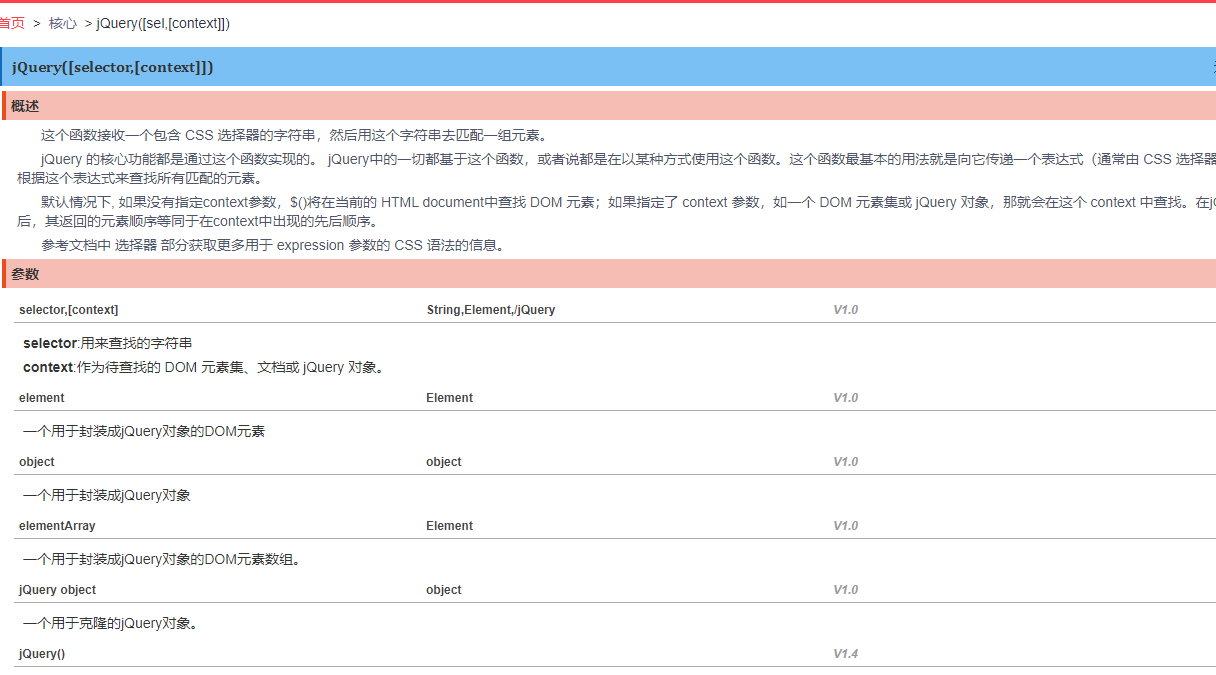 首页 > 核心 > jQuery([sel,[context]])
jQuery([selector,[context]])
概述
这个函数接收一个包含 CSS 选择器的字符串，然后用这个字符串去匹配一组元素。
jQuery 的核心功能都是通过这个函数实现的。 jQuery中的一切都基于这个函数，或者说都是在以某种方式使用这个函数。这个函数最基本的用法就是向它传递一个表达式（通常由 CSS 选择器
根据这个表达式来查找所有匹配的元素。
默认情况下, 如果没有指定context参数，$()将在当前的 HTML document中查找 DOM 元素；如果指定了 context 参数，如一个 DOM 元素集或 jQuery 对象，那就会在这个 context 中查找。在
后，其返回的元素顺序等同于在context中出现的先后顺序。
参考文档中 选择器 部分获取更多用于 expression 参数的 CSS 语法的信息。
参数
selector,[context] String,Element,/jQuery V1.0
selector:用来查找的字符串
context:作为待查找的 DOM 元素集、文档或 jQuery 对象。
element Element V1.0
一个用于封装成jQuery对象的DOM元素
object object V1.0
一个用于封装成jQuery对象
elementArray Element V1.0
一个用于封装成jQuery对象的DOM元素数组。
jQuery object object V1.0
一个用于克隆的jQuery对象。
jQuery() V1.4